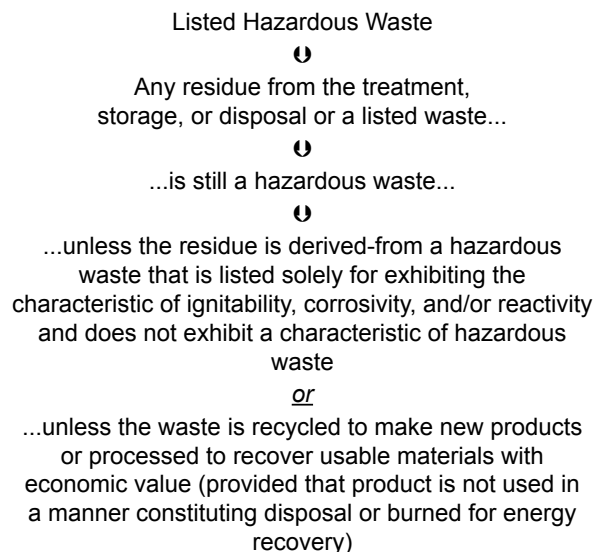 Listed Hazardous Waste
Any residue from the treatment,
storage, or disposal or a listed waste...
...is still a hazardous waste...
...unless the residue is derived-from a hazardous
waste that is listed solely for exhibiting the
characteristic of ignitability, corrosivity, and/or reactivity
and does not exhibit a characteristic of hazardous
waste
or
...unless the waste is recycled to make new products
or processed to recover usable materials with
economic value (provided that product is not used in
a manner constituting disposal or burned for energy
recovery)